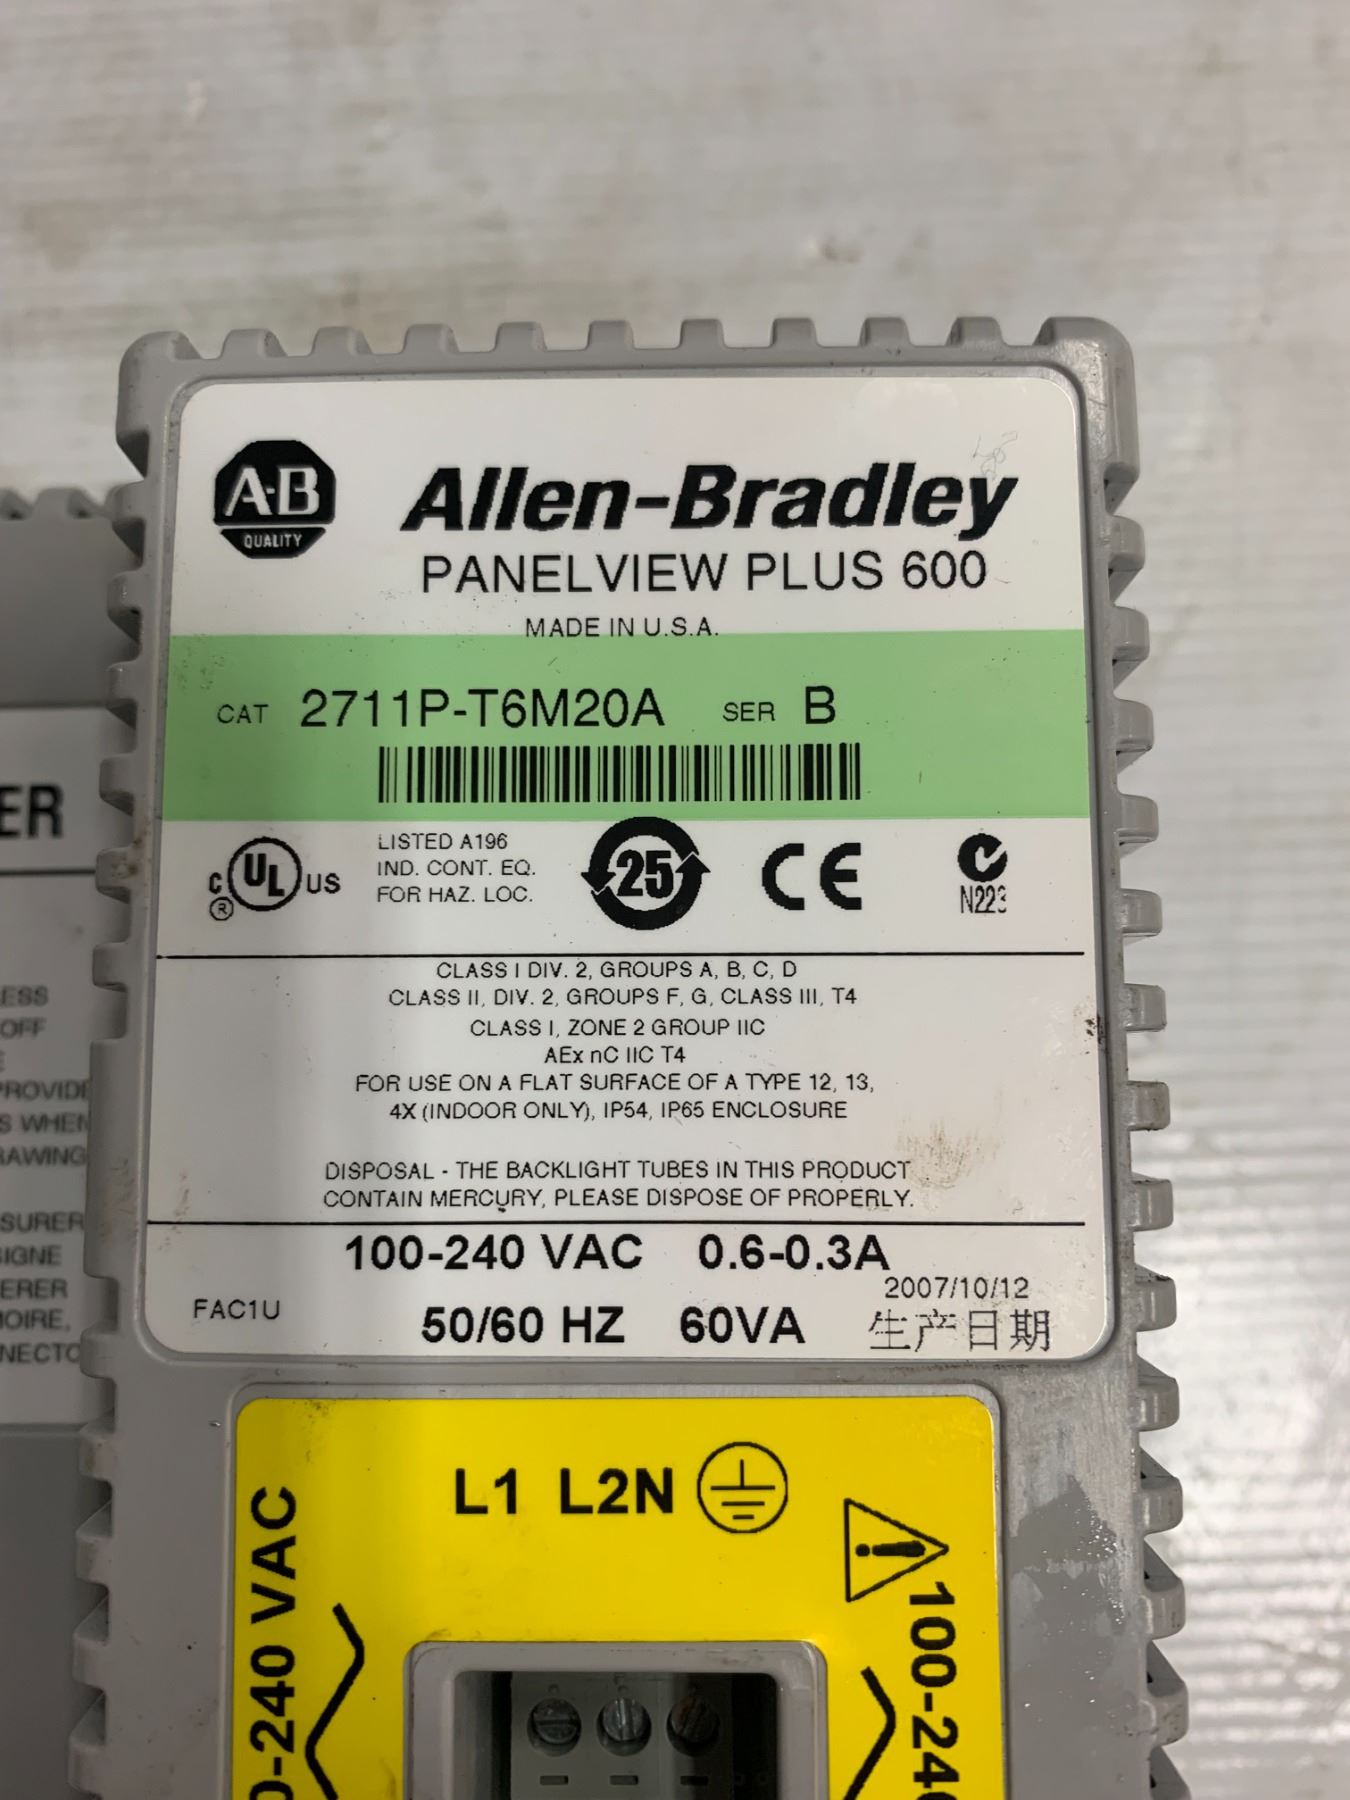 A-B
QUALITY
Allen-Bradley
PANELVIEW PLUS 600
MADE IN U.S.A.
CAT 2711P-T6M20A SER B
C UL US
®
LISTED A196
IND. CONT. EQ.
FOR HAZ. LOC.
25
CE
N223
CLASS I DIV. 2, GROUPS A, B, C, D
CLASS II, DIV. 2, GROUPS F, G, CLASS III, T4
CLASS I, ZONE 2 GROUP IIC
AEx nC IIC T4
FOR USE ON A FLAT SURFACE OF A TYPE 12, 13,
4X (INDOOR ONLY), IP54, IP65 ENCLOSURE
DISPOSAL - THE BACKLIGHT TUBES IN THIS PRODUCT
CONTAIN MERCURY, PLEASE DISPOSE OF PROPERLY.
100-240 VAC 0.6-0.3A
2007/10/12
FAC1U 50/60 HZ 60VA 生产日期
L1 L2N
0-240 VAC
100-240
ER
ESS
OFF
E
PROVIDE
S WHEN
RAWING
SURER
SIGNE
ERER
OIRE,
NECTO